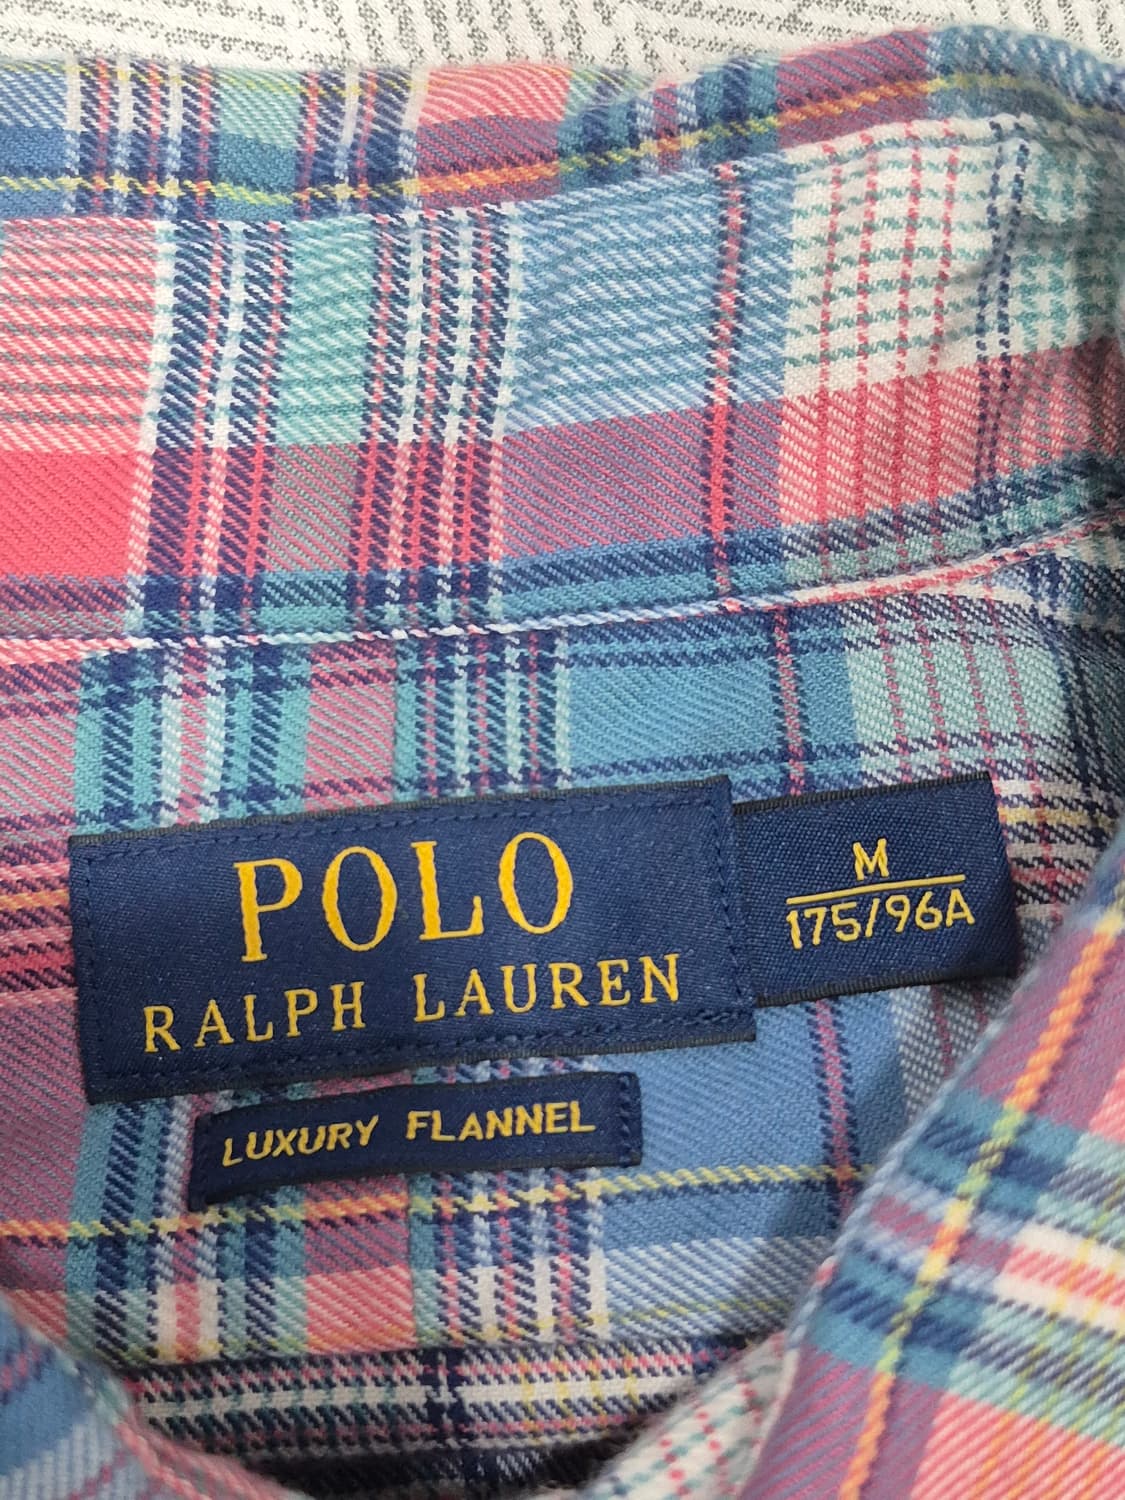 POLO
RALPH LAUREN
M
175/96A
LUXURY FLANNEL